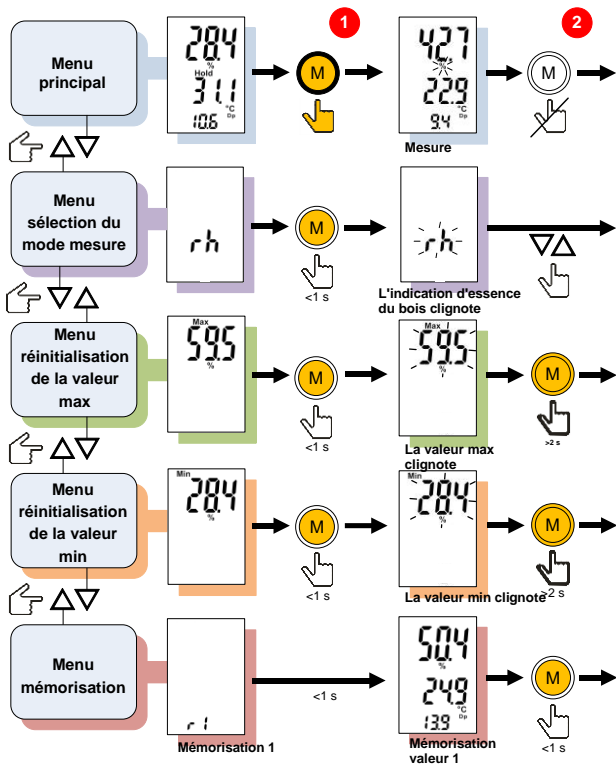 1
2
Menu
principal
28.4
%
Hold
31.1
°C
Dp
10.6
M
42.7
%
22.9
°C
Dp
9.4
Mesure
M
Menu
sélection du
mode mesure
rh
M
<1 s
rh
L'indication d'essence
du bois clignote
Menu
réinitialisation
de la valeur
max
Max
59.5
%
M
<1 s
Max
59.5
%
La valeur max
clignote
M
>2 s
Menu
réinitialisation
de la valeur
min
Min
28.4
%
M
<1 s
Min
28.4
%
La valeur min clignote
M
>2 s
Menu
mémorisation
r1
Mémorisation 1
<1 s
50.4
%
24.9
°C
Dp
13.9
Mémorisation
valeur 1
M
<1 s